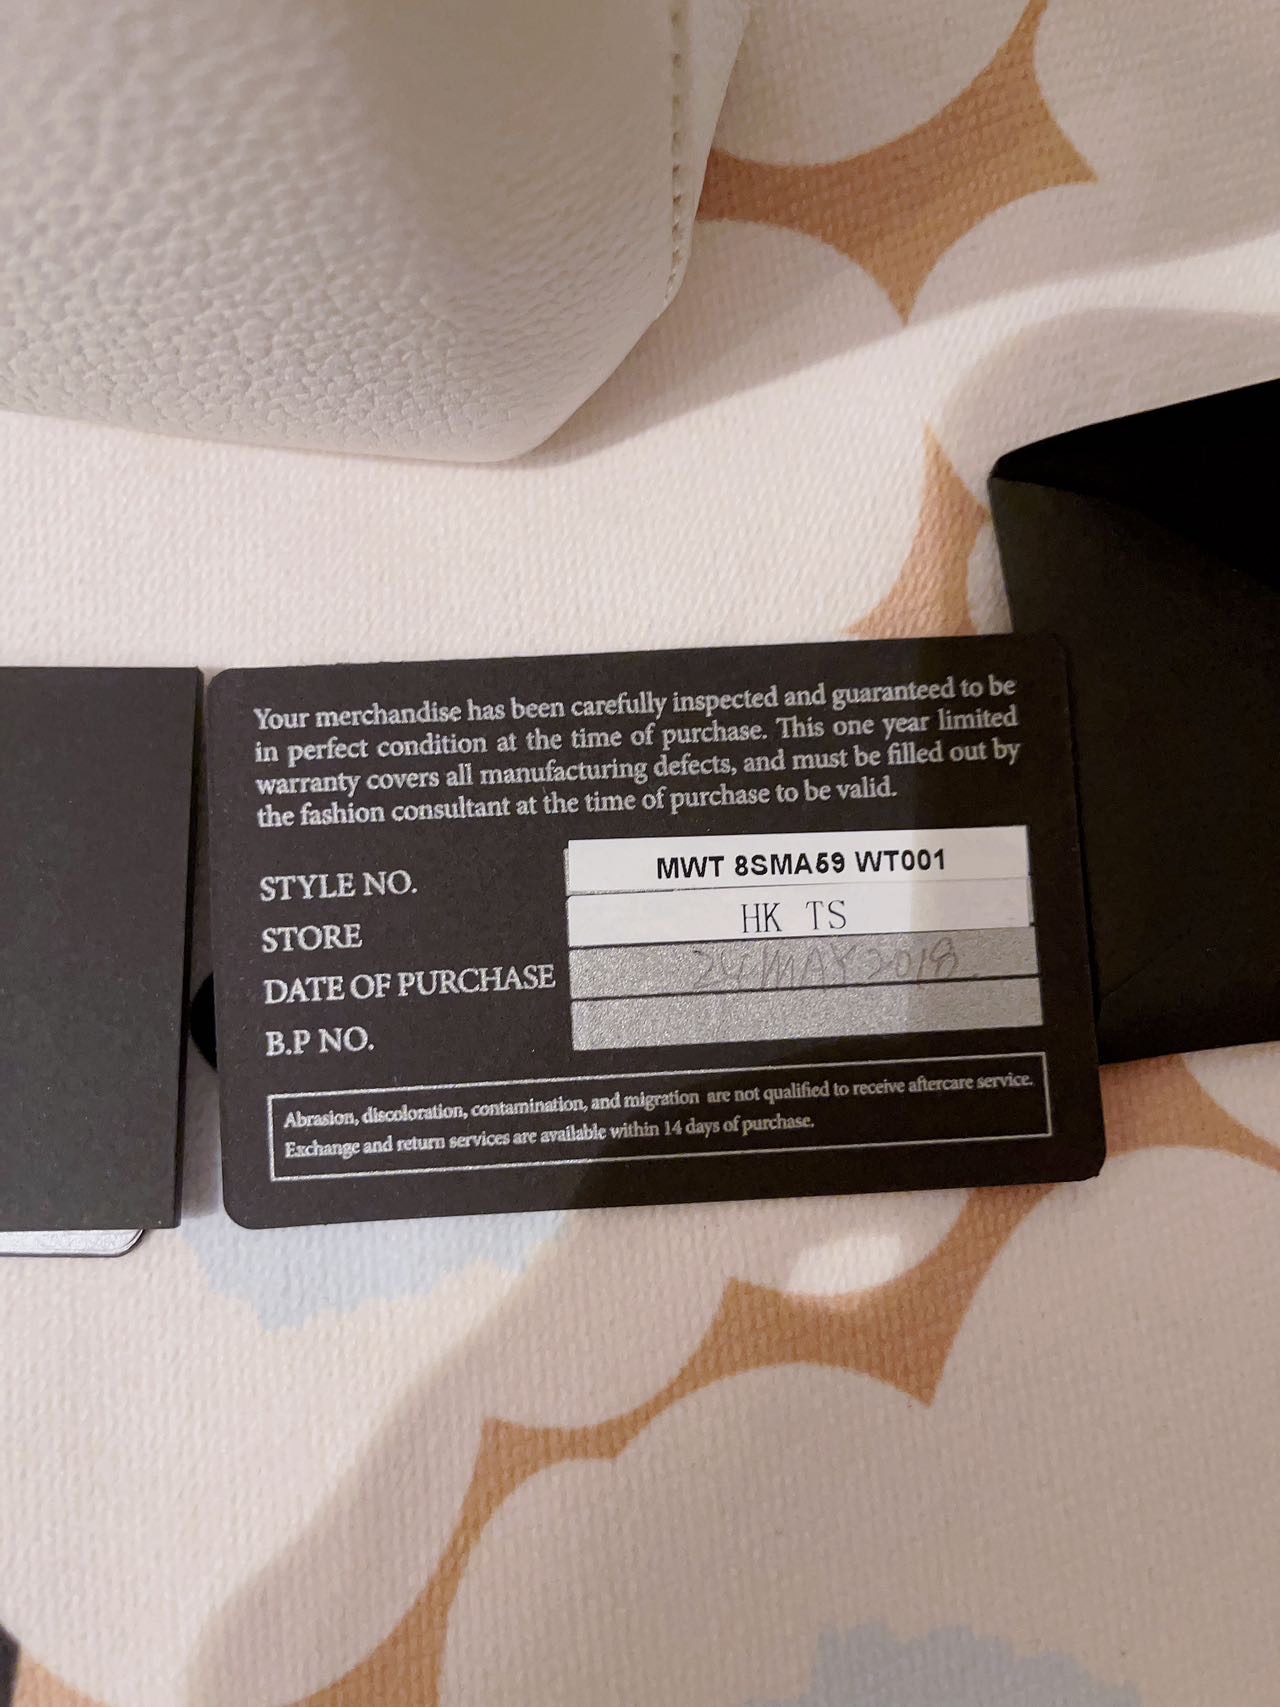 Your merchandise has been carefully inspected and guaranteed to be
in perfect condition at the time of purchase. This one year limited
warranty covers all manufacturing defects, and must be filled out by
the fashion consultant at the time of purchase to be valid.
STYLE NO. MWT 8SMA59 WT001
STORE HK TS
DATE OF PURCHASE 24 MAY 2018
B.P NO.
Abrasion, discoloration, contamination, and migration are not qualified to receive aftercare service.
Exchange and return services are available within 14 days of purchase.